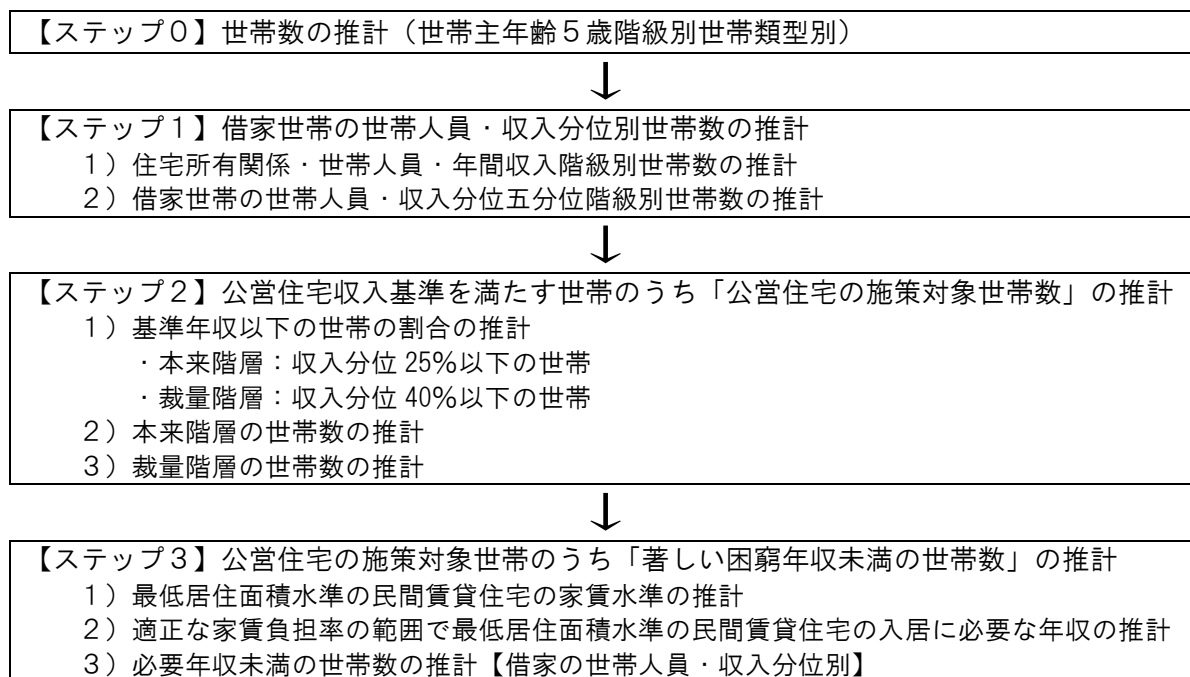 【ステップ０】世帯数の推計（世帯主年齢５歳階級別世帯類型別）
↓
【ステップ１】借家世帯の世帯人員・収入分位別世帯数の推計
１）住宅所有関係・世帯人員・年間収入階級別世帯数の推計
２）借家世帯の世帯人員・収入分位五分位階級別世帯数の推計
↓
【ステップ２】公営住宅収入基準を満たす世帯のうち「公営住宅の施策対象世帯数」の推計
１）基準年収以下の世帯の割合の推計
・本来階層：収入分位 25％以下の世帯
・裁量階層：収入分位 40％以下の世帯
２）本来階層の世帯数の推計
３）裁量階層の世帯数の推計
↓
【ステップ３】公営住宅の施策対象世帯のうち「著しい困窮年収未満の世帯数」の推計
１）最低居住面積水準の民間賃貸住宅の家賃水準の推計
２）適正な家賃負担率の範囲で最低居住面積水準の民間賃貸住宅の入居に必要な年収の推計
３）必要年収未満の世帯数の推計【借家の世帯人員・収入分位別】